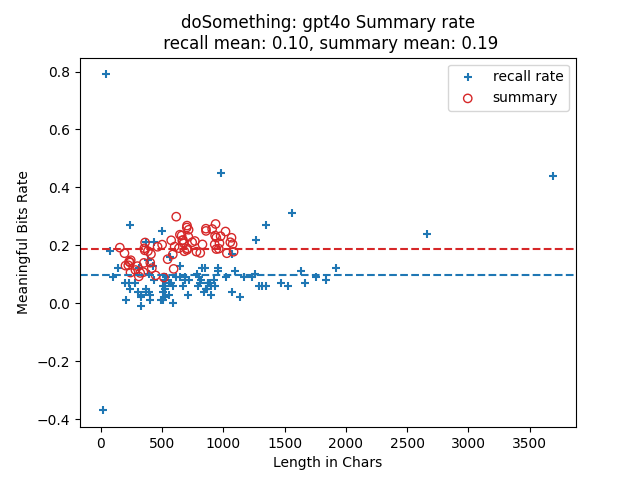 doSomething: gpt4o Summary rate
recall mean: 0.10, summary mean: 0.19
recall rate
summary
Meaningful Bits Rate
0.8
0.6
0.4
0.2
0.0
−0.2
−0.4
0 500 1000 1500 2000 2500 3000 3500
Length in Chars